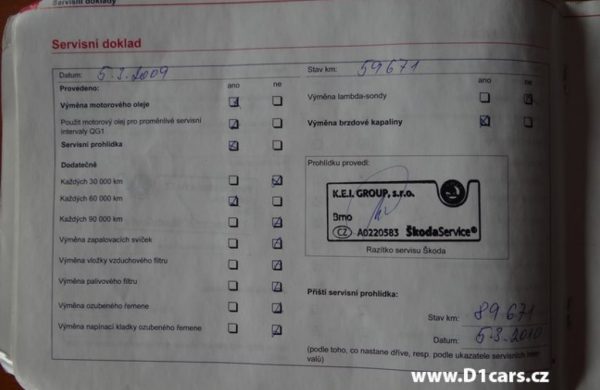 Servisní doklady
Servisní doklad
Datum: 5.3.2009
Stav km: 59671
Provedeno:
ano ne
ano ne
Výměna motorového oleje
Použit motorový olej pro proměnlivé servisní
intervaly QG1
Servisní prohlídka
Dodatečně
Každých 30 000 km
Každých 60 000 km
Každých 90 000 km
Výměna zapalovacích svíček
Výměna vložky vzduchového filtru
Výměna palivového filtru
Výměna ozubeného řemene
Výměna napínací kladky ozubeného řemene
Výměna lambda-sondy
Výměna brzdové kapaliny
Prohlídku provedl:
K.E.I. GROUP, s.r.o.
Brno
CZ A0220583 ŠkodaService®
Razítko servisu Škoda
Příští servisní prohlídka:
Stav km: 89671
Datum: 5.3.2010
(podle toho, co nastane dříve, resp. podle ukazatele servisních inter
valů)
www.D1cars.cz